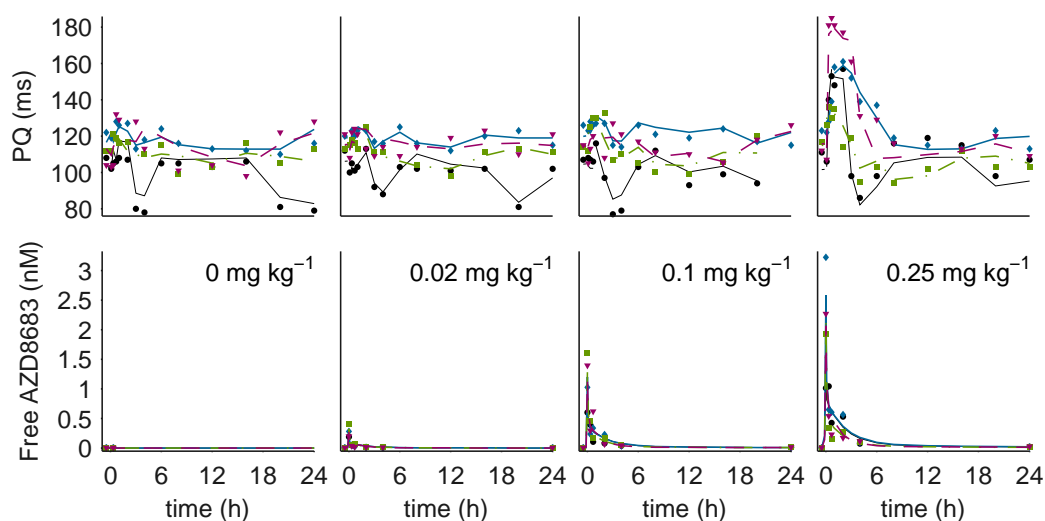 PQ (ms)
180
160
140
120
100
80
Free AZD8683 (nM)
3
2.5
2
1.5
1
0.5
0
0 mg kg⁻¹
0.02 mg kg⁻¹
0.1 mg kg⁻¹
0.25 mg kg⁻¹
0 6 12 18 24
0 6 12 18 24
0 6 12 18 24
0 6 12 18 24
time (h)
time (h)
time (h)
time (h)